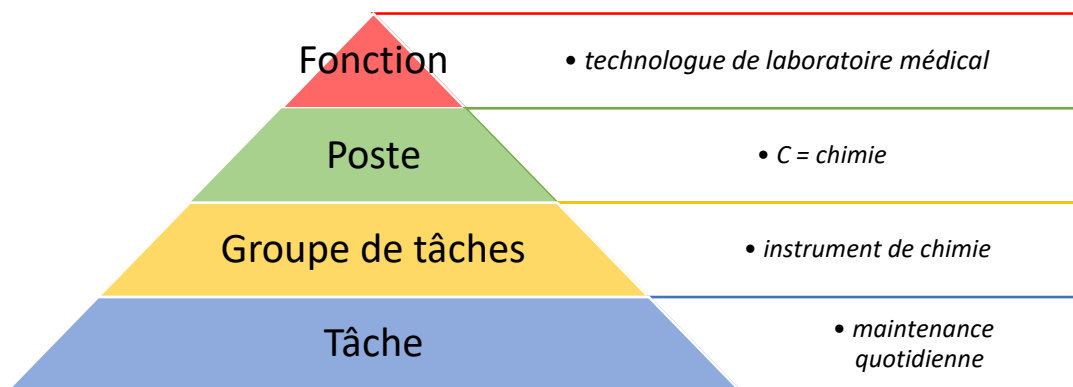 Fonction
• technologue de laboratoire médical
Poste
• C = chimie
Groupe de tâches
• instrument de chimie
Tâche
• maintenance
quotidienne